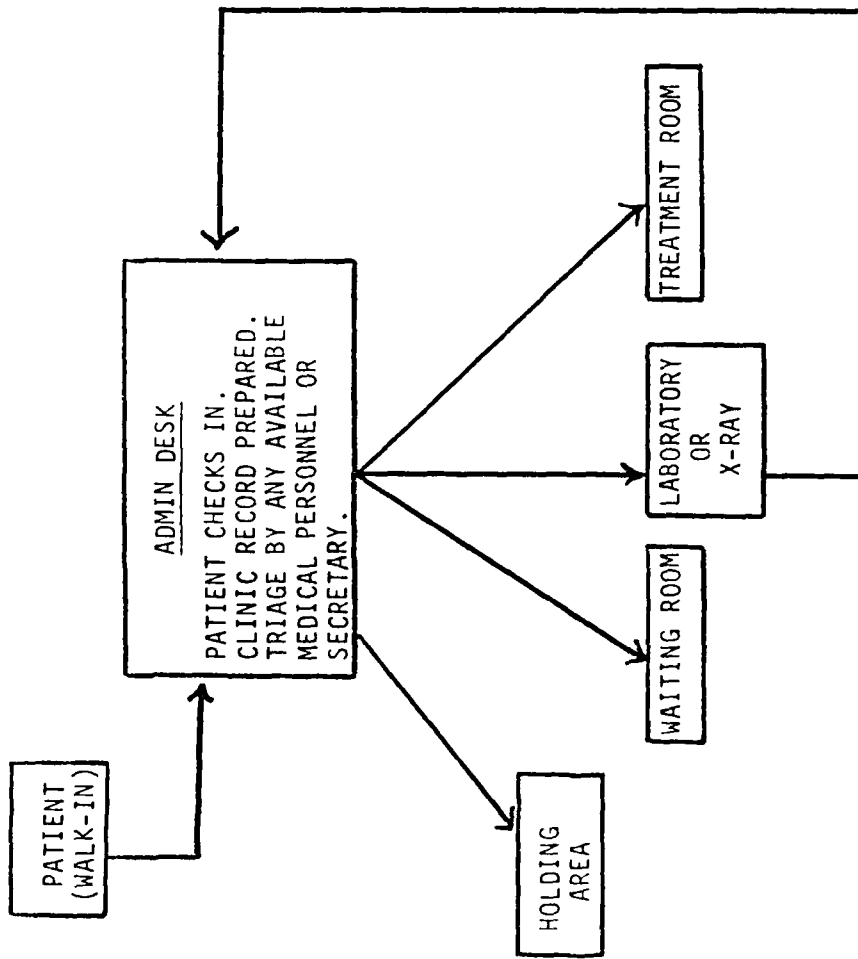 PATIENT
(WALK-IN)
ADMIN DESK
PATIENT CHECKS IN.
CLINIC RECORD PREPARED.
TRIAGE BY ANY AVAILABLE
MEDICAL PERSONNEL OR
SECRETARY.
HOLDING
AREA
WAITING ROOM
LABORATORY
OR
X-RAY
TREATMENT ROOM